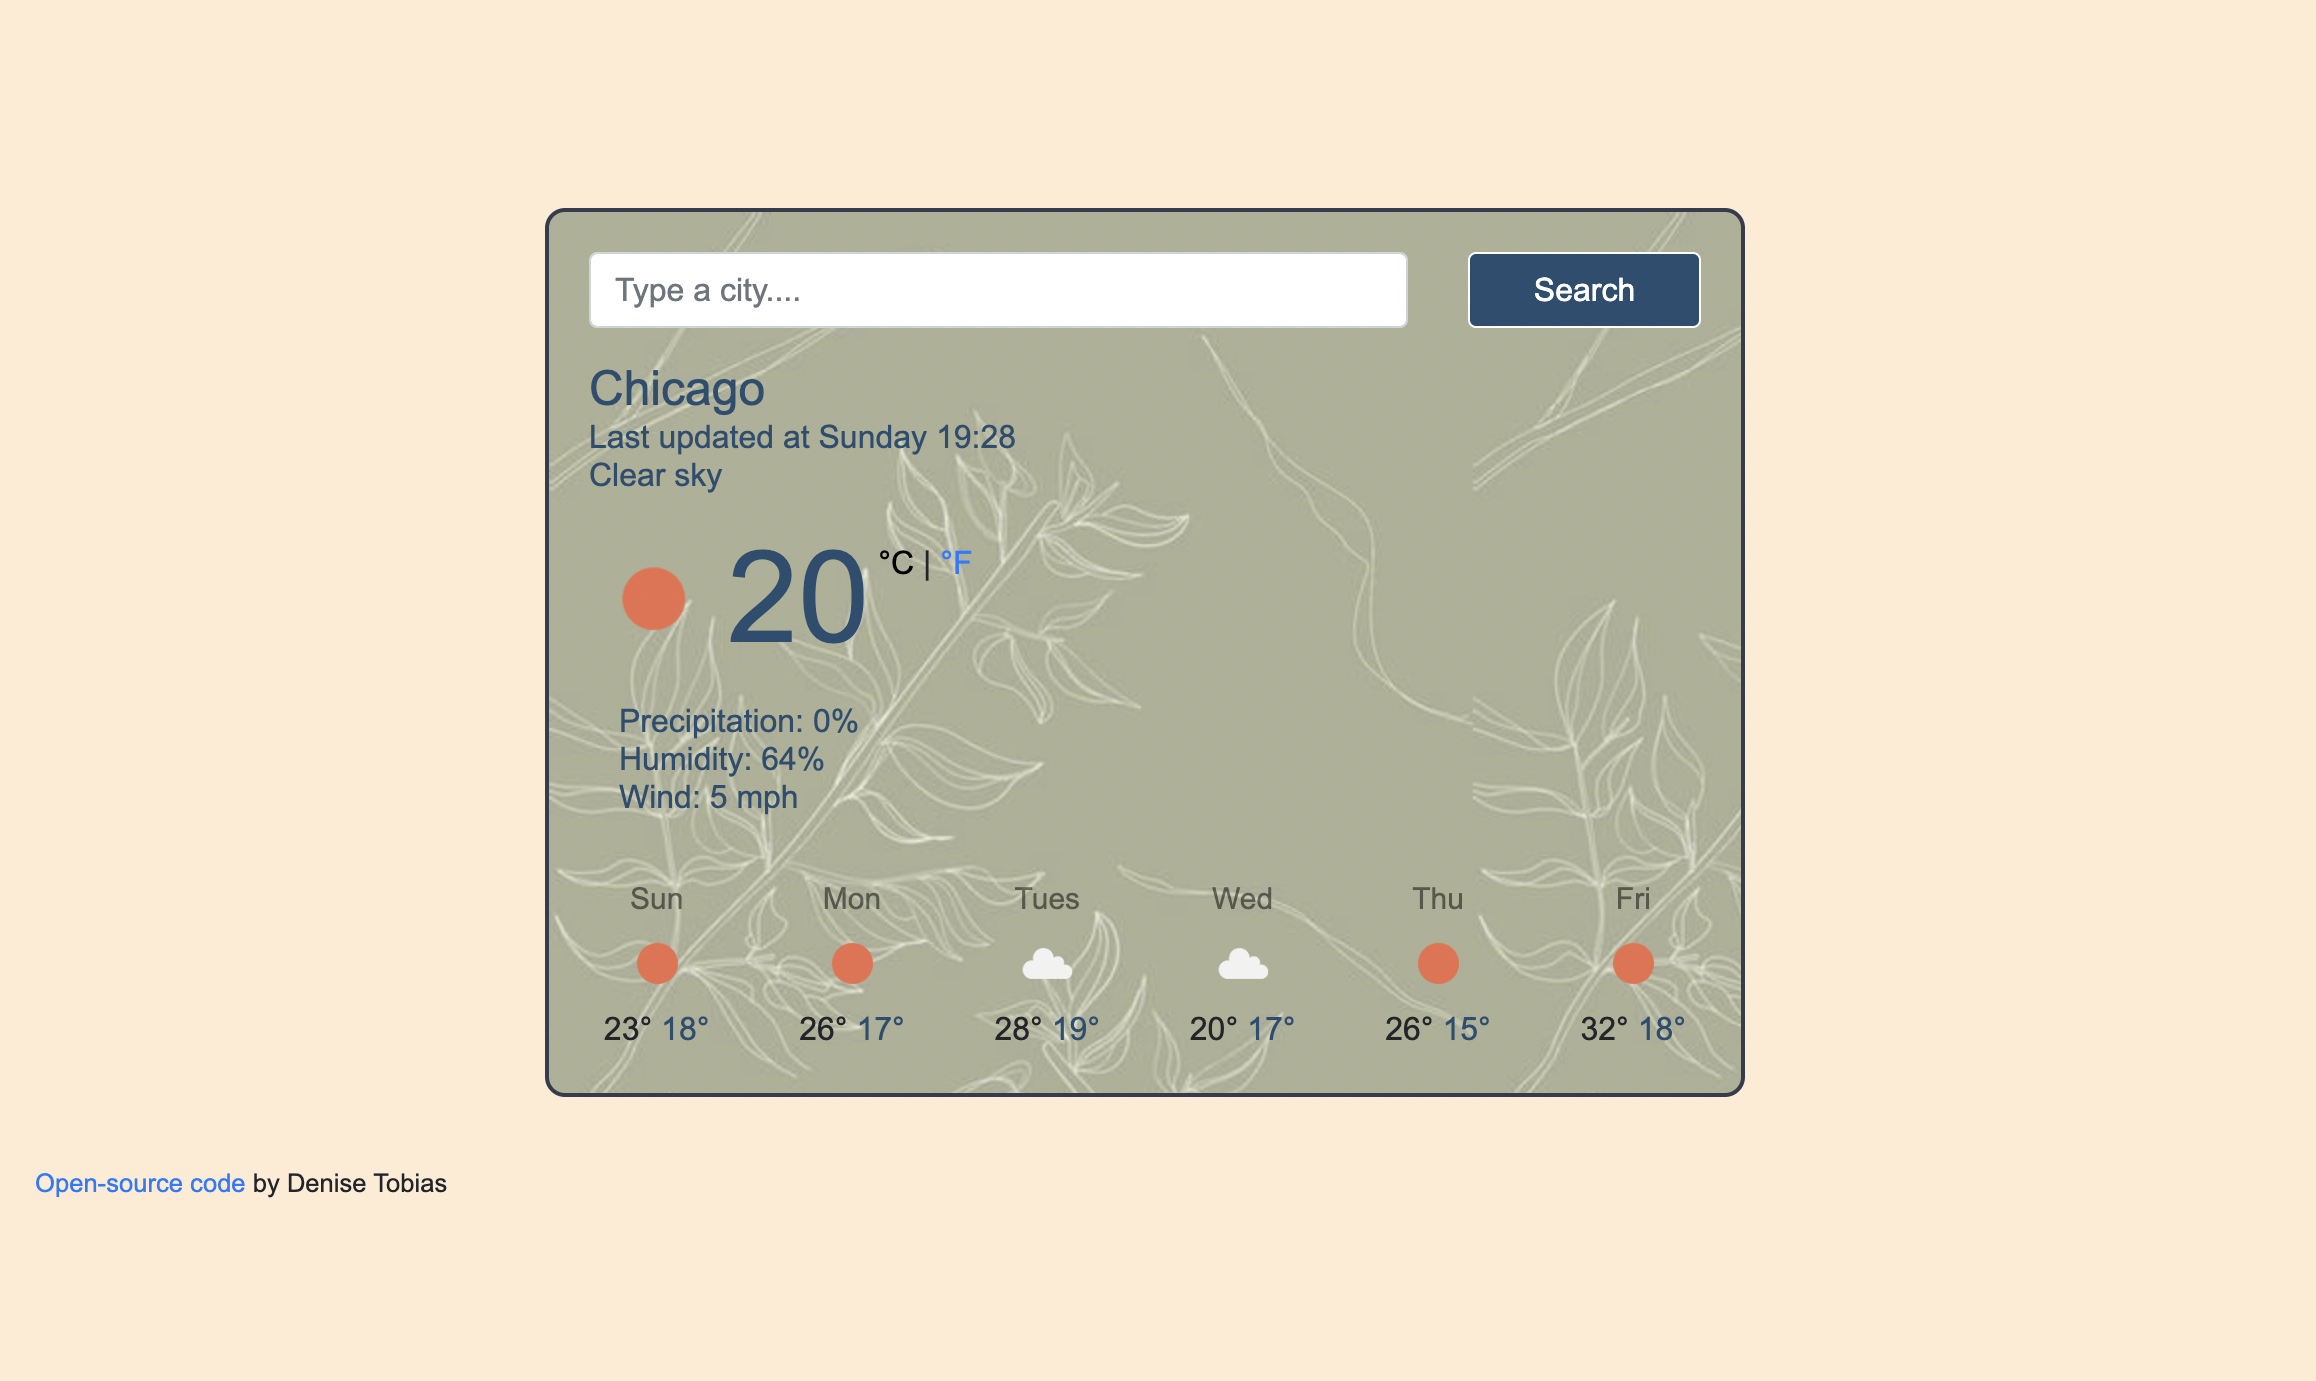 Type a city....
Search
Chicago
Last updated at Sunday 19:28
Clear sky
20 °C | °F
Precipitation: 0%
Humidity: 64%
Wind: 5 mph
Sun Mon Tues Wed Thu Fri
23° 18° 26° 17° 28° 19° 20° 17° 26° 15° 32° 18°
Open-source code by Denise Tobias